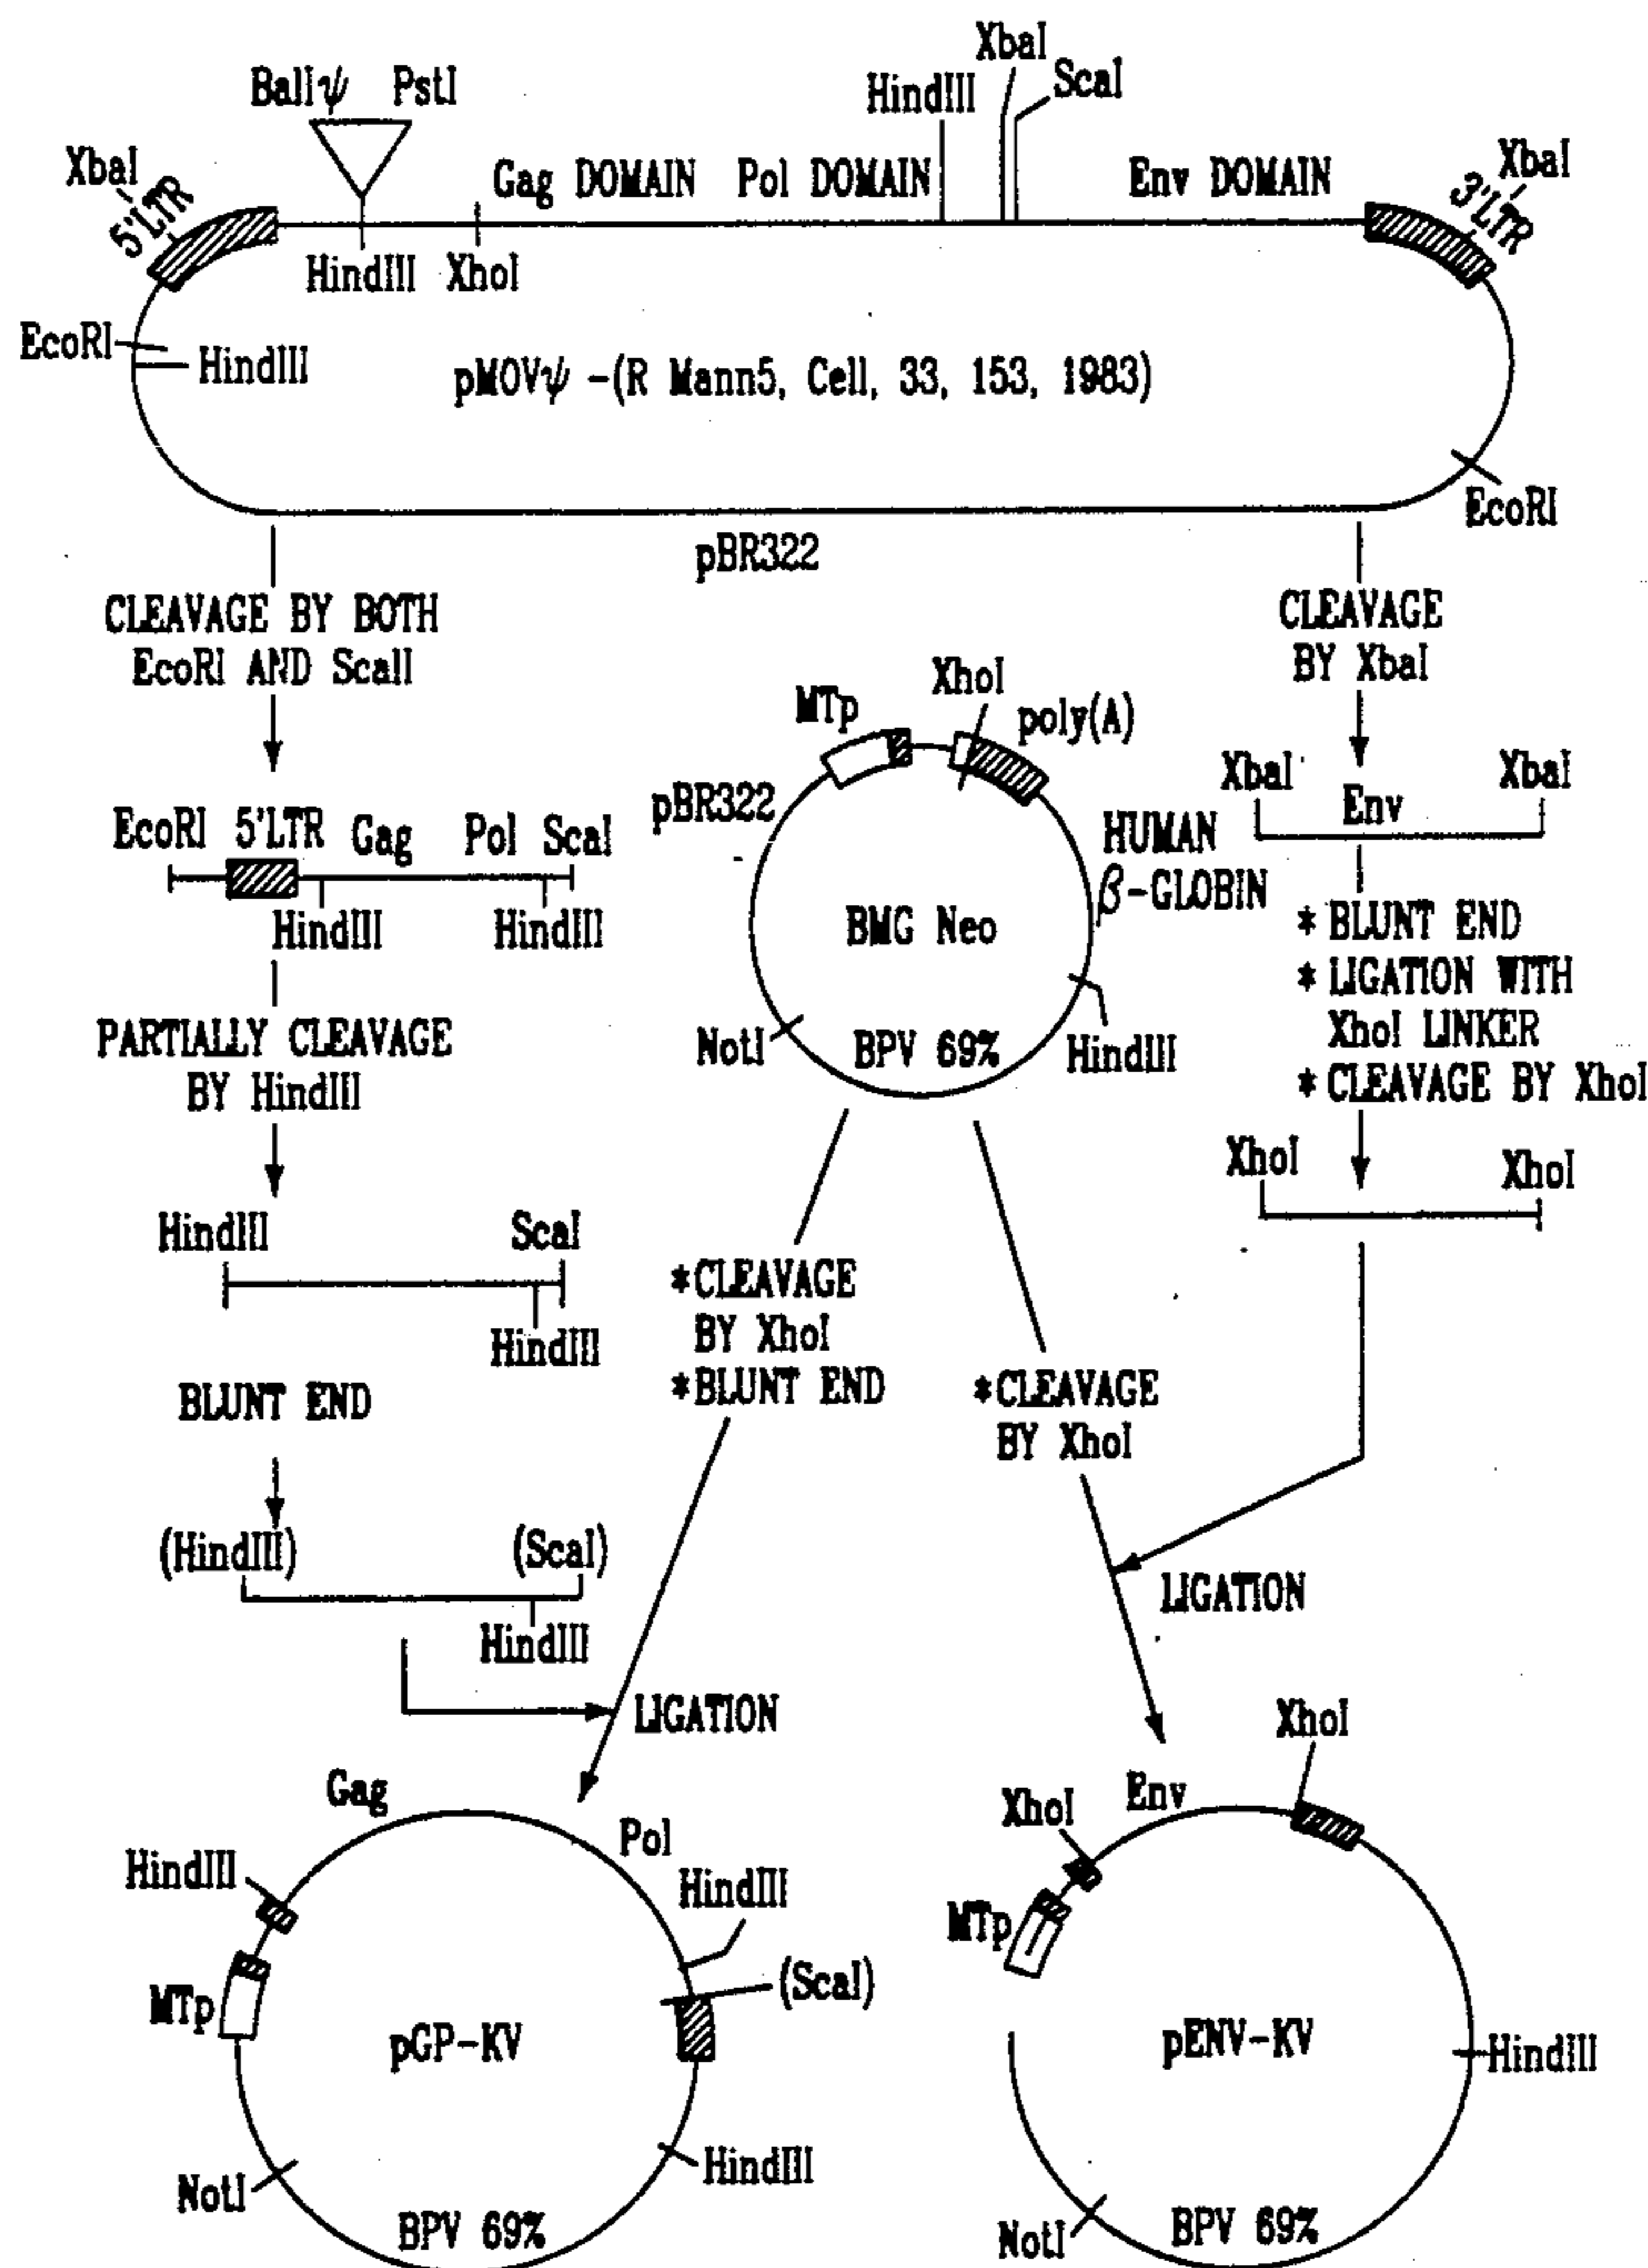 XbaI
ScaI
HindIII
BalI ψ PstI
XbaI
5'LTR
Gag DOMAIN Pol DOMAIN
Env DOMAIN
XbaI
3'LTR
HindIII XhoI
EcoRI
HindIII
pMOVψ -(R Mann5, Cell, 33, 153, 1983)
EcoRI
pBR322
CLEAVAGE BY BOTH
EcoRI AND ScaII
CLEAVAGE
BY XbaI
MTp
XhoI
poly(A)
pBR322
HUMAN
β-GLOBIN
BMG Neo
NotI
BPV 69%
HindIII
XbaI
Env
XbaI
EcoRI 5'LTR Gag Pol ScaI
HindIII
HindIII
* BLUNT END
* LIGATION WITH
XhoI LINKER
* CLEAVAGE BY XhoI
PARTIALLY CLEAVAGE
BY HindIII
XhoI
XhoI
HindIII
ScaI
HindIII
*CLEAVAGE
BY XhoI
*BLUNT END
*CLEAVAGE
BY XhoI
BLUNT END
(HindIII)
(ScaI)
HindIII
LIGATION
LIGATION
Gag
Pol
HindIII
HindIII
(ScaI)
MTp
pGP-KV
HindIII
NotI
BPV 69%
XhoI
Env
XhoI
MTp
pENV-KV
HindIII
NotI
BPV 69%